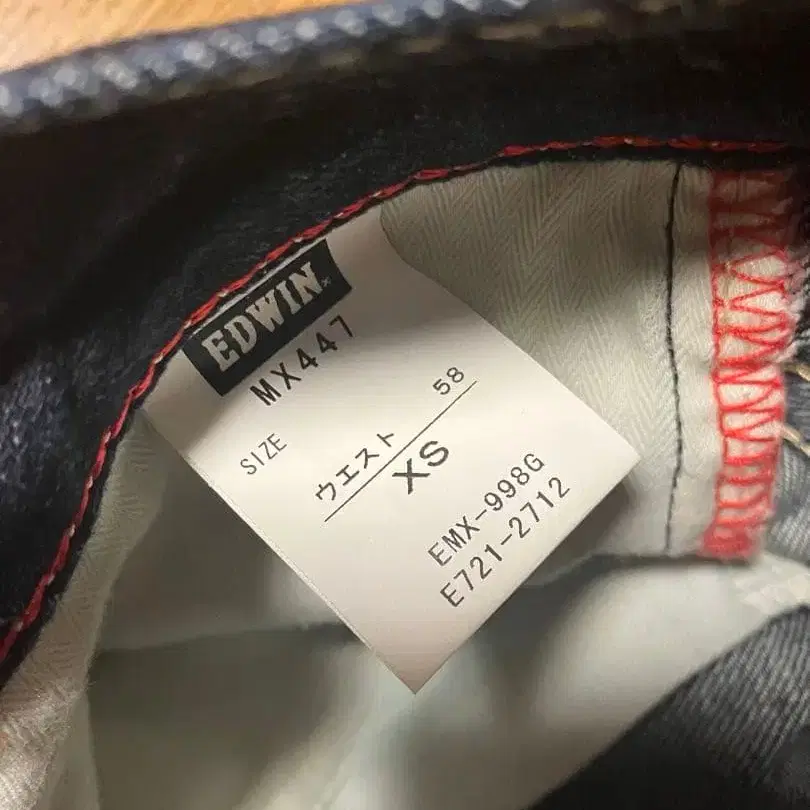 EDWIN
MX447
SIZE
ウエスト 58
XS
EMX-998G
E721-2712